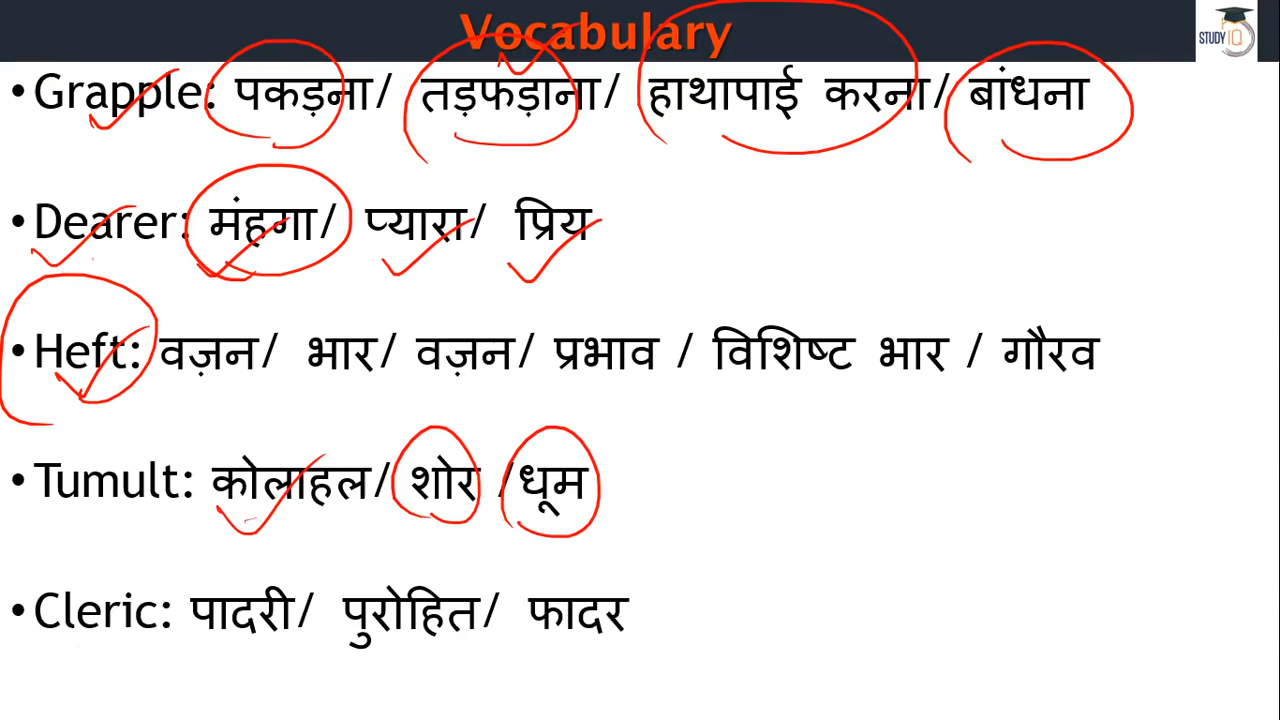 Vocabulary
STUDY IQ
• Grapple: पकड़ना/ तड़फड़ाना/ हाथापाई करना/ बांधना
• Dearer: मंहगा/ प्यारा/ प्रिय
• Heft: वज़न/ भार/ वज़न/ प्रभाव / विशिष्ट भार / गौरव
• Tumult: कोलाहल/ शोर /धूम
• Cleric: पादरी/ पुरोहित/ फादर